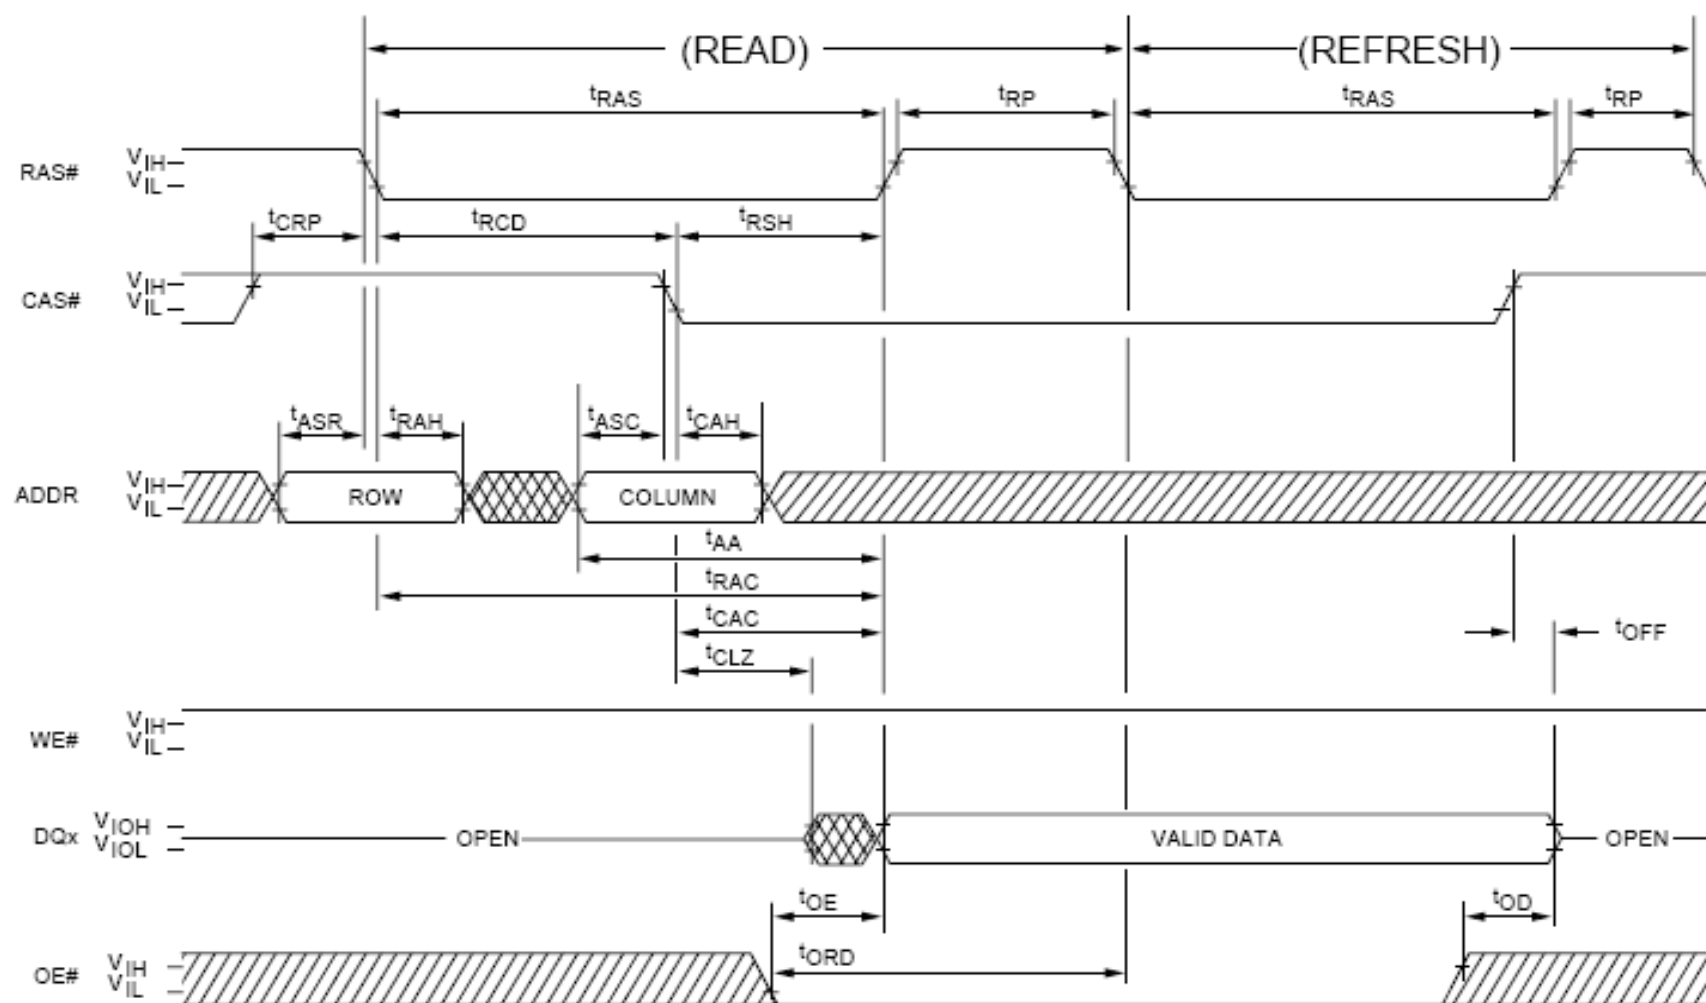 (READ) (REFRESH)
tRAS tRP tRAS tRP
RAS# VIH
VIL
tCRP tRCD tRSH
CAS# VIH
VIL
tASR tRAH tASC tCAH
ADDR VIH
VIL
ROW COLUMN
tAA
tRAC
tCAC
tOFF
tCLZ
WE# VIH
VIL
DQx VIOH
VIOL
OPEN VALID DATA OPEN
tOE tOD
tORD
OE# VIH
VIL